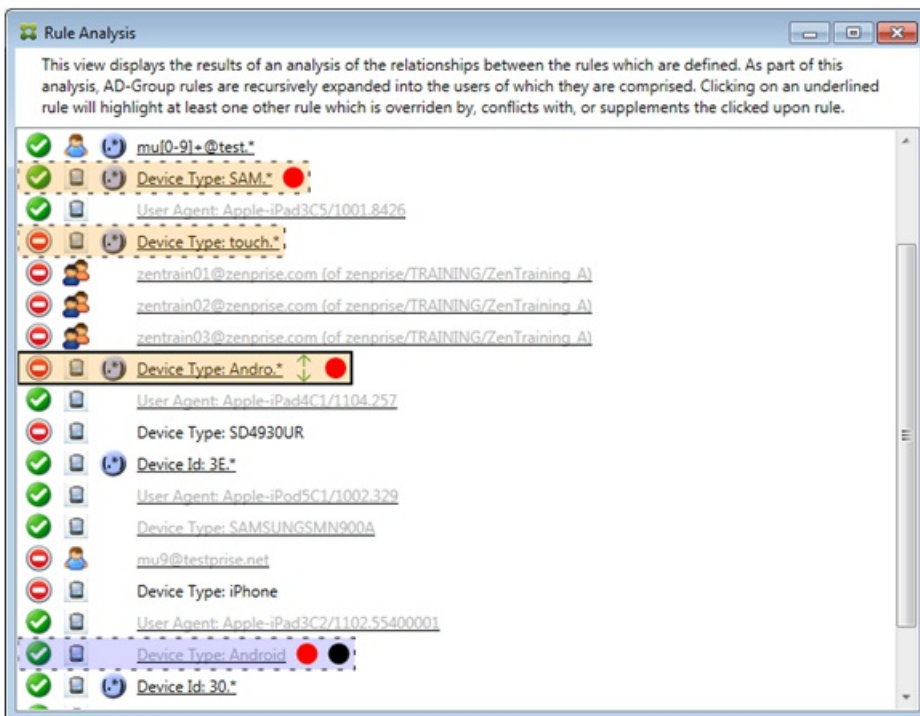 Rule Analysis
This view displays the results of an analysis of the relationships between the rules which are defined. As part of this
analysis, AD-Group rules are recursively expanded into the users of which they are comprised. Clicking on an underlined
rule will highlight at least one other rule which is overriden by, conflicts with, or supplements the clicked upon rule.
(.*) mu[0-9]+@test.*
(.*) Device Type: SAM.*
User Agent: Apple-iPad3C5/1001.8426
(.*) Device Type: touch.*
zentrain01@zenprise.com (of zenprise/TRAINING/ZenTraining_A)
zentrain02@zenprise.com (of zenprise/TRAINING/ZenTraining_A)
zentrain03@zenprise.com (of zenprise/TRAINING/ZenTraining_A)
(.*) Device Type: Andro.*
User Agent: Apple-iPad4C1/1104.257
Device Type: SD4930UR
(.*) Device Id: 3E.*
User Agent: Apple-iPod5C1/1002.329
Device Type: SAMSUNGSMN900A
mu9@testprise.net
Device Type: iPhone
User Agent: Apple-iPad3C2/1102.55400001
Device Type: Android
(.*) Device Id: 30.*